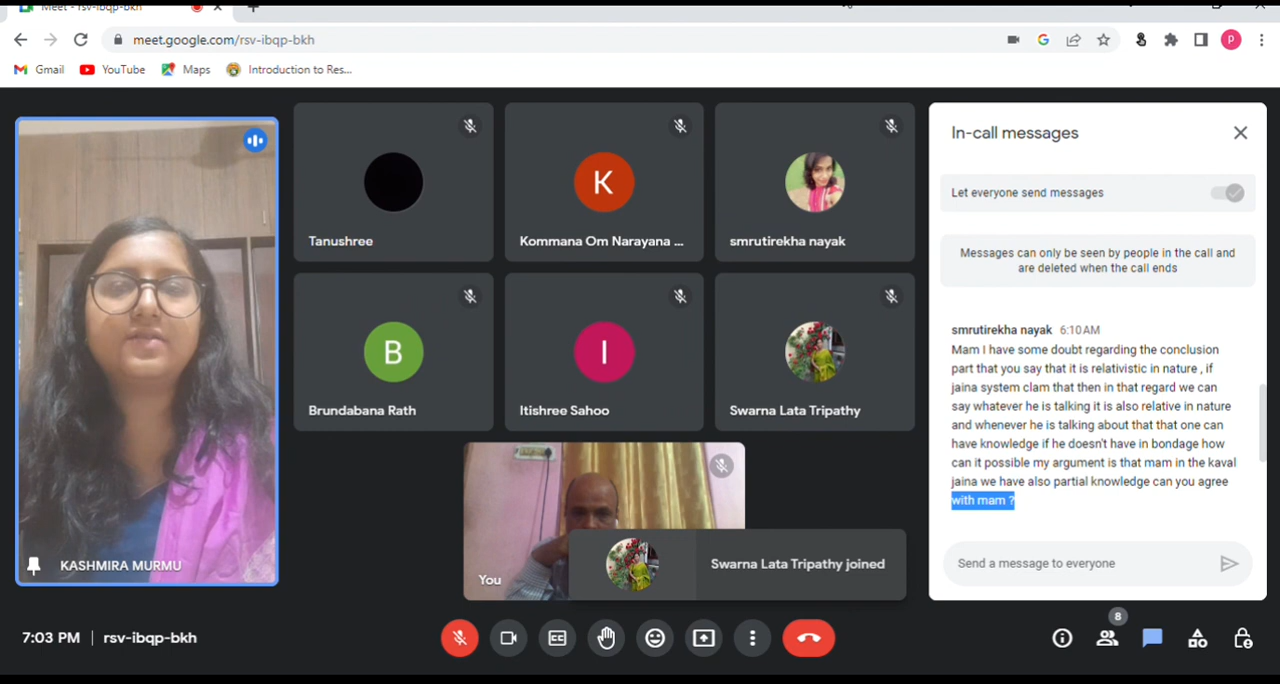 Meet - rsv-ibqp-bkh
meet.google.com/rsv-ibqp-bkh
P
Gmail
YouTube
Maps
Introduction to Res...
Tanushree
K
Kommana Om Narayana ...
smrutirekha nayak
B
Brundabana Rath
I
Itishree Sahoo
Swarna Lata Tripathy
KASHMIRA MURMU
You
Swarna Lata Tripathy joined
In-call messages
Let everyone send messages
Messages can only be seen by people in the call and
are deleted when the call ends
smrutirekha nayak 6:10 AM
Mam I have some doubt regarding the conclusion
part that you say that it is relativistic in nature , if
jaina system clam that then in that regard we can
say whatever he is talking it is also relative in nature
and whenever he is talking about that that one can
have knowledge if he doesn't have in bondage how
can it possible my argument is that mam in the kaval
jaina we have also partial knowledge can you agree
with mam ?
Send a message to everyone
7:03 PM | rsv-ibqp-bkh
CC
8